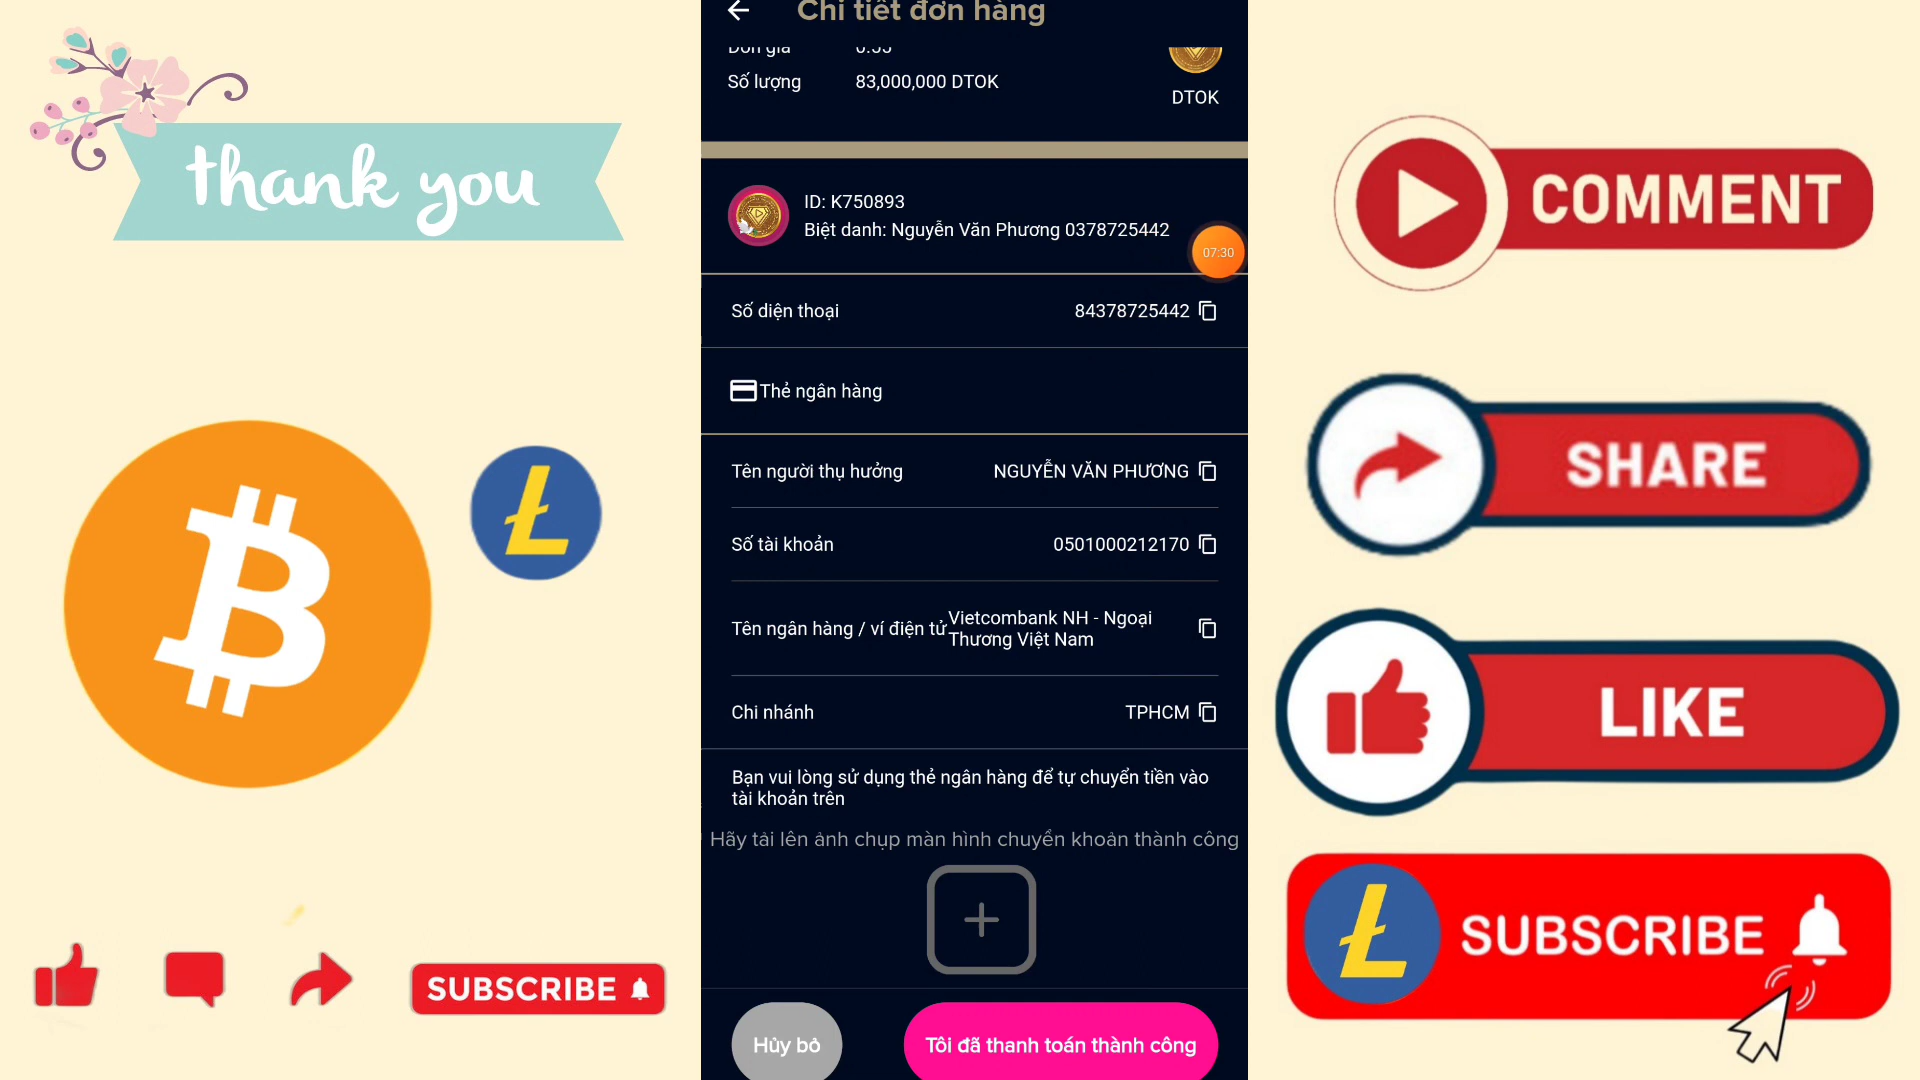 thank you
SUBSCRIBE
Chi tiết đơn hàng
Đơn giá 0.55
Số lượng 83,000,000 DTOK
DTOK
ID: K750893
Biệt danh: Nguyễn Văn Phương 0378725442
07:30
Số diện thoại 84378725442
Thẻ ngân hàng
Tên người thụ hưởng NGUYỄN VĂN PHƯƠNG
Số tài khoản 0501000212170
Tên ngân hàng / ví điện tử Vietcombank NH - Ngoại
Thương Việt Nam
Chi nhánh TPHCM
Bạn vui lòng sử dụng thẻ ngân hàng để tự chuyển tiền vào
tài khoản trên
Hãy tải lên ảnh chụp màn hình chuyển khoản thành công
Hủy bỏ
Tôi đã thanh toán thành công
COMMENT
SHARE
LIKE
SUBSCRIBE